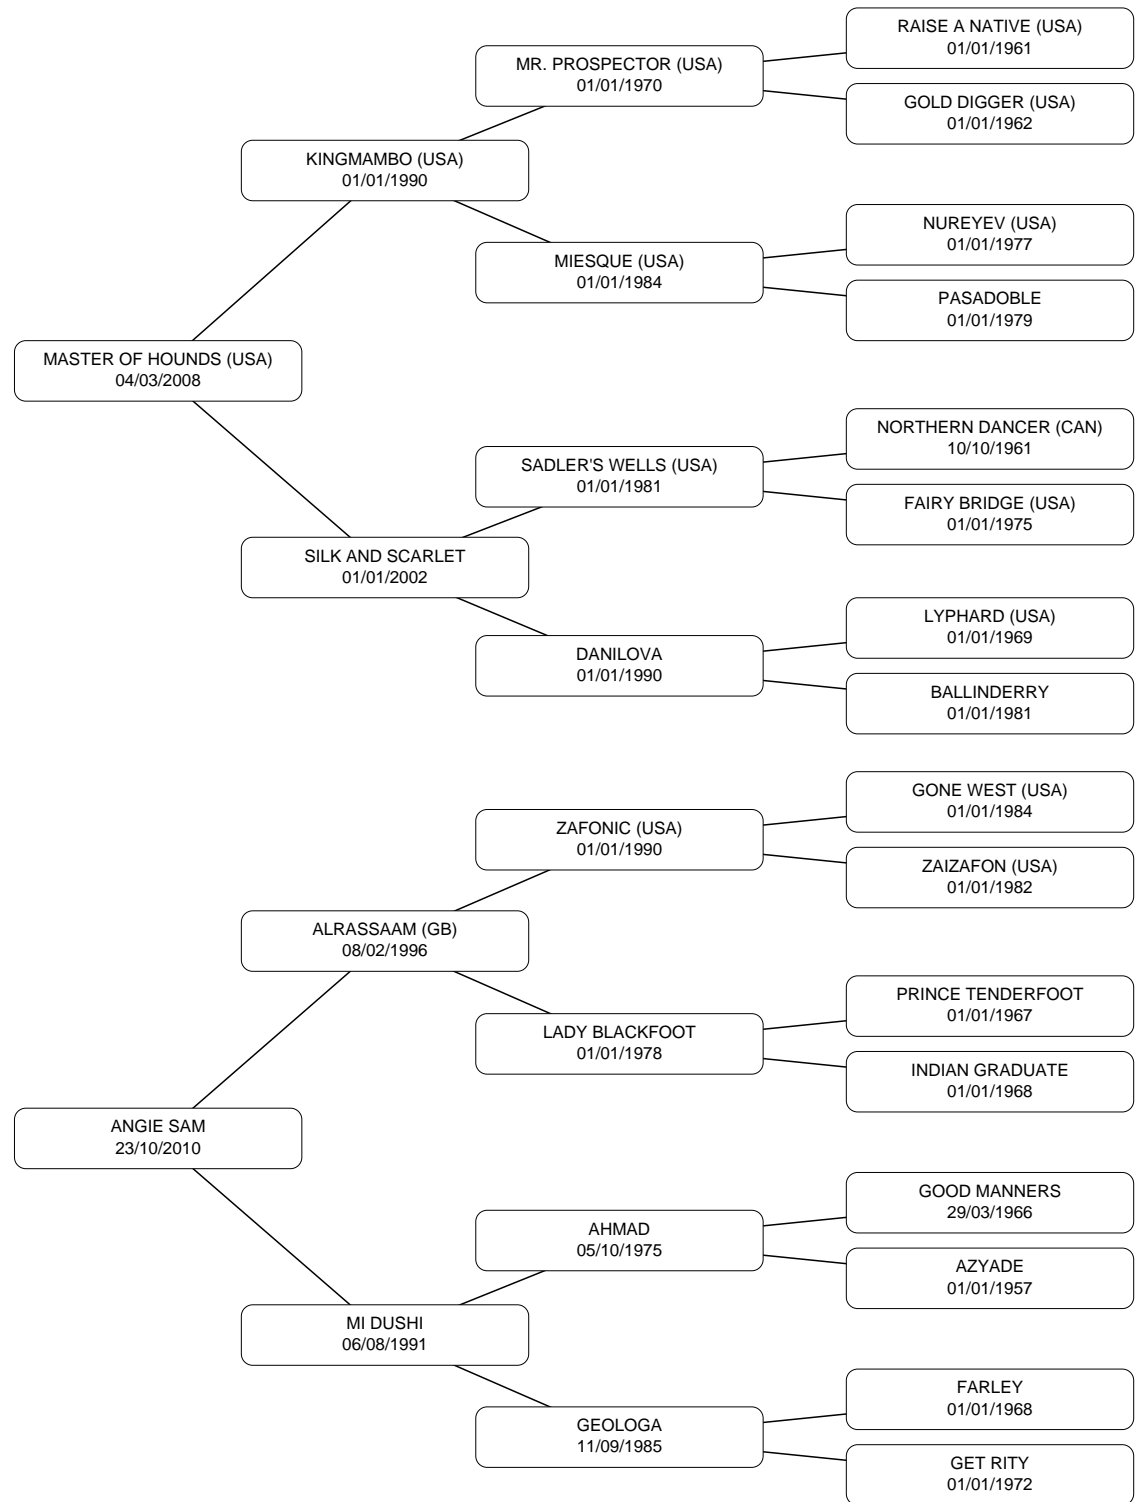 RAISE A NATIVE (USA)
01/01/1961
MR. PROSPECTOR (USA)
01/01/1970
GOLD DIGGER (USA)
01/01/1962
KINGMAMBO (USA)
01/01/1990
NUREYEV (USA)
01/01/1977
MIESQUE (USA)
01/01/1984
PASADOBLE
01/01/1979
MASTER OF HOUNDS (USA)
04/03/2008
NORTHERN DANCER (CAN)
10/10/1961
SADLER'S WELLS (USA)
01/01/1981
FAIRY BRIDGE (USA)
01/01/1975
SILK AND SCARLET
01/01/2002
LYPHARD (USA)
01/01/1969
DANILOVA
01/01/1990
BALLINDERRY
01/01/1981
GONE WEST (USA)
01/01/1984
ZAFONIC (USA)
01/01/1990
ZAIZAFON (USA)
01/01/1982
ALRASSAAM (GB)
08/02/1996
PRINCE TENDERFOOT
01/01/1967
LADY BLACKFOOT
01/01/1978
INDIAN GRADUATE
01/01/1968
ANGIE SAM
23/10/2010
GOOD MANNERS
29/03/1966
AHMAD
05/10/1975
AZYADE
01/01/1957
MI DUSHI
06/08/1991
FARLEY
01/01/1968
GEOLOGA
11/09/1985
GET RITY
01/01/1972